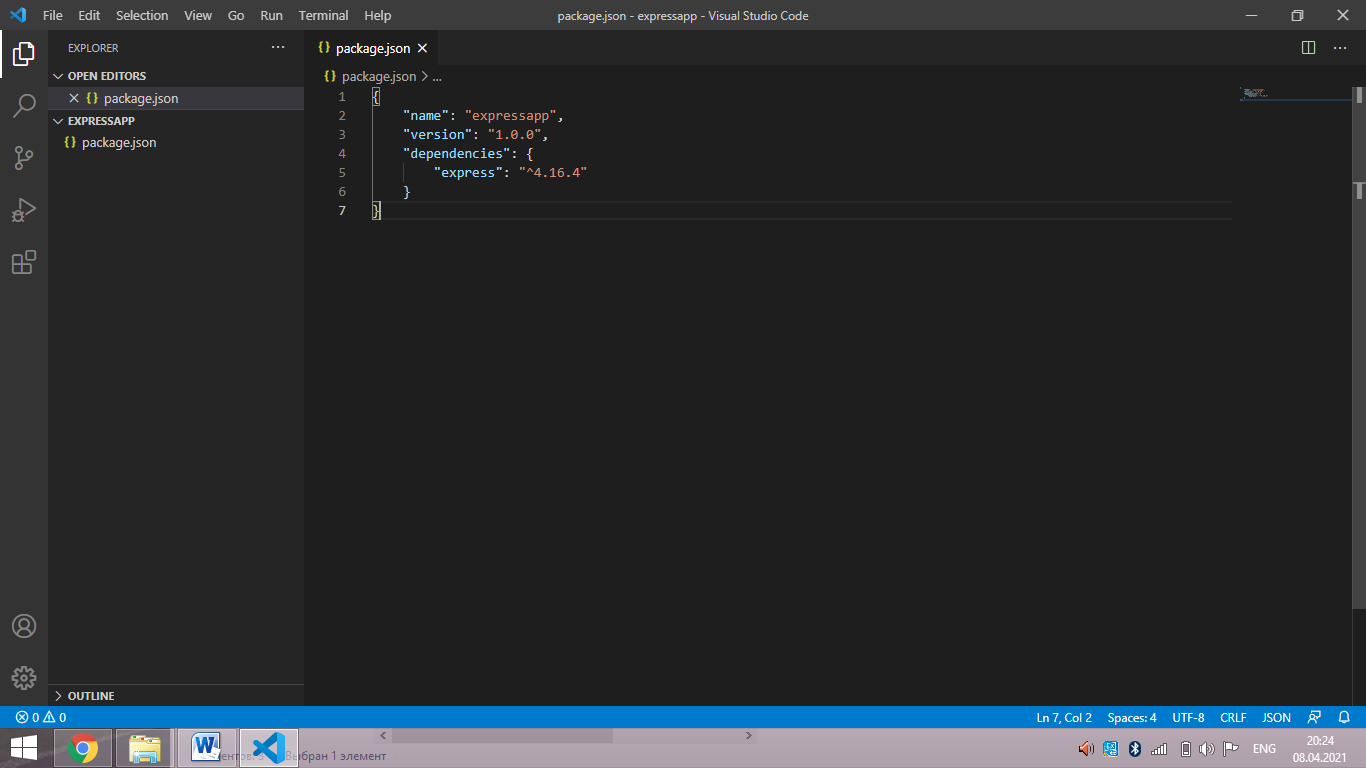 File Edit Selection View Go Run Terminal Help package.json - expressapp - Visual Studio Code
EXPLORER
package.json
OPEN EDITORS
package.json
EXPRESSAPP
package.json
OUTLINE
package.json > ...
1 {
2 "name": "expressapp",
3 "version": "1.0.0",
4 "dependencies": {
5 "express": "^4.16.4"
6 }
7 }
0 0 Ln 7, Col 2 Spaces: 4 UTF-8 CRLF JSON
Выбран 1 элемент
ENG
20:24
08.04.2021